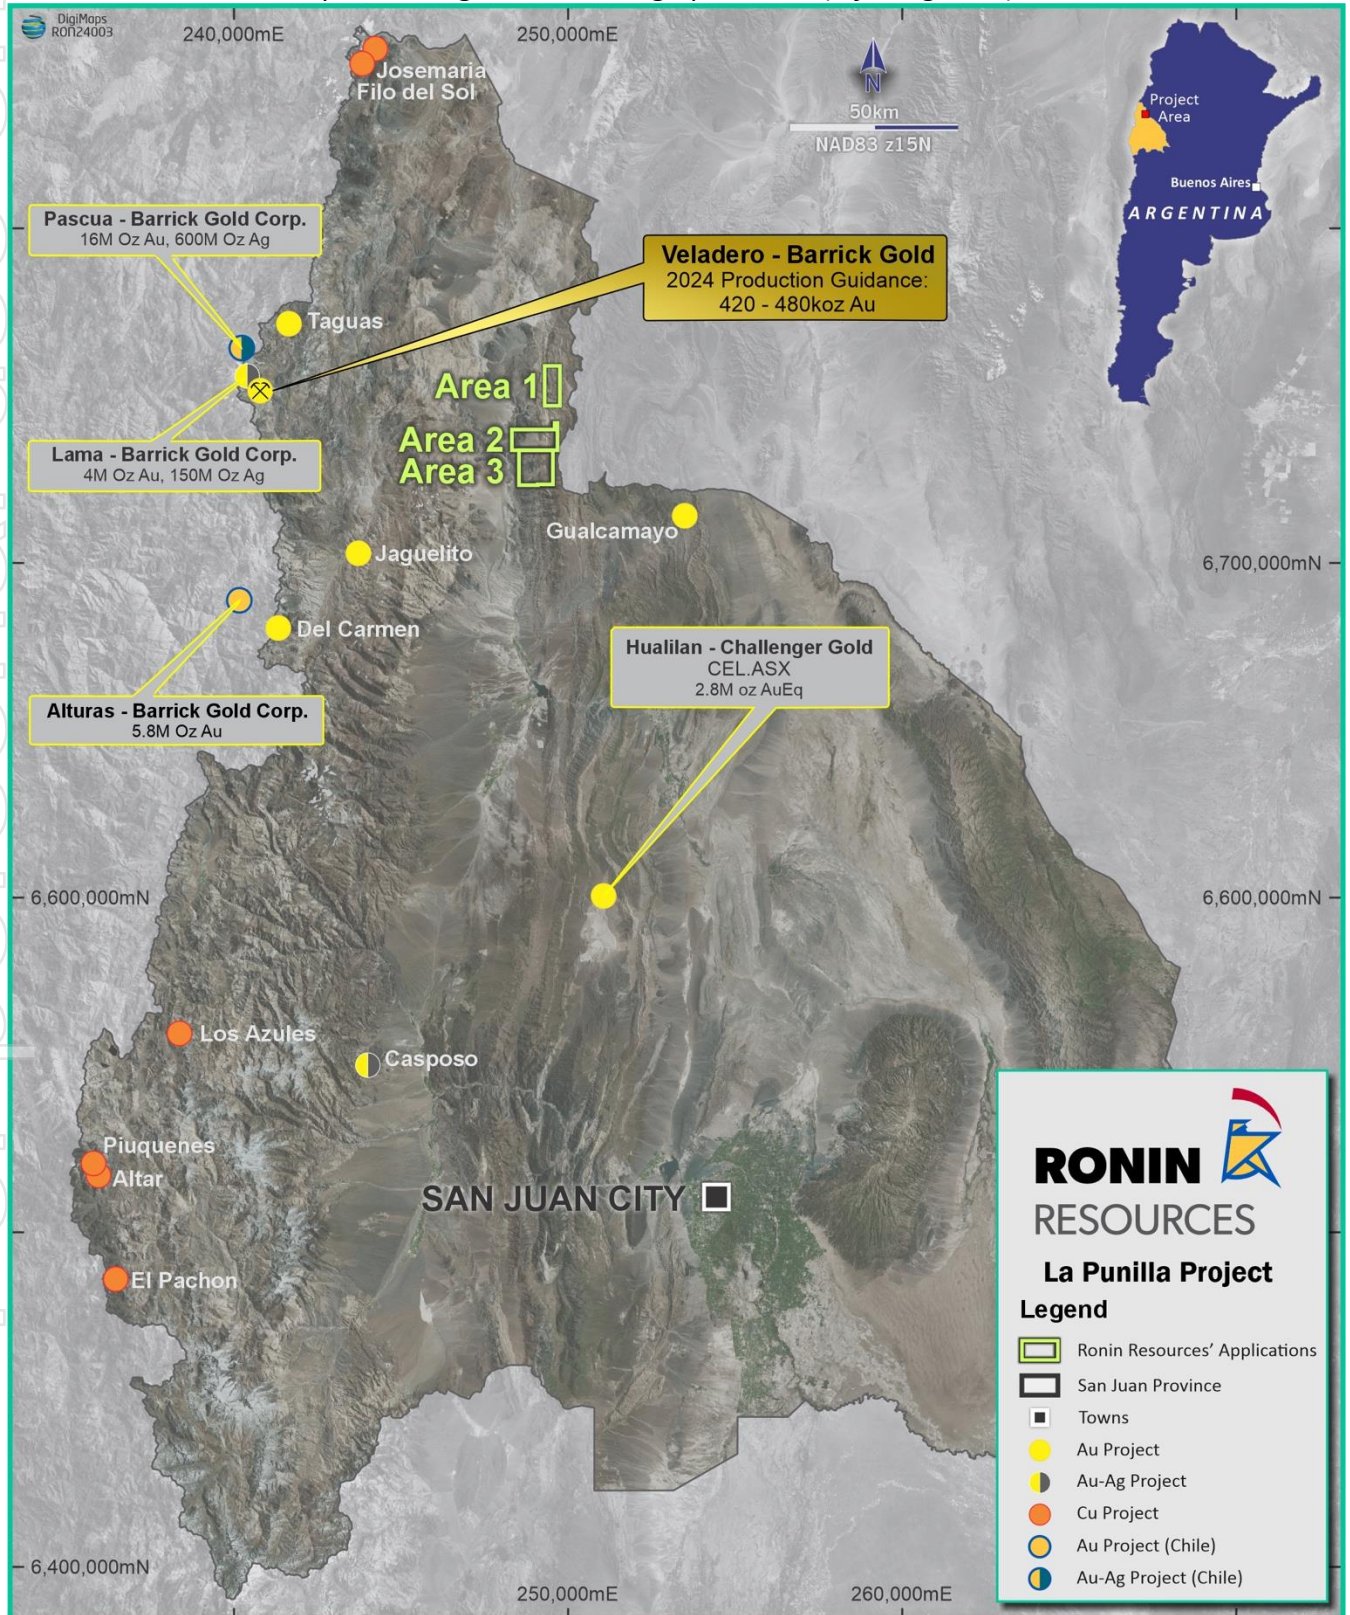 DigiMaps
RON24003
240,000mE
250,000mE
Josemaria
Filo del Sol
N
50km
NAD83 z15N
Project
Area
Buenos Aires
ARGENTINA
Pascua - Barrick Gold Corp.
16M Oz Au, 600M Oz Ag
Veladero - Barrick Gold
2024 Production Guidance:
420 - 480koz Au
Taguas
Area 1
Area 2
Area 3
Lama - Barrick Gold Corp.
4M Oz Au, 150M Oz Ag
Gualcamayo
Jaguelito
6,700,000mN
Del Carmen
Hualilan - Challenger Gold
CEL.ASX
2.8M oz AuEq
Alturas - Barrick Gold Corp.
5.8M Oz Au
6,600,000mN
6,600,000mN
Los Azules
Casposo
Piuquenes
Altar
SAN JUAN CITY
El Pachon
RONIN
RESOURCES
La Punilla Project
Legend
Ronin Resources' Applications
San Juan Province
Towns
Au Project
Au-Ag Project
Cu Project
Au Project (Chile)
Au-Ag Project (Chile)
6,400,000mN
250,000mE
260,000mE